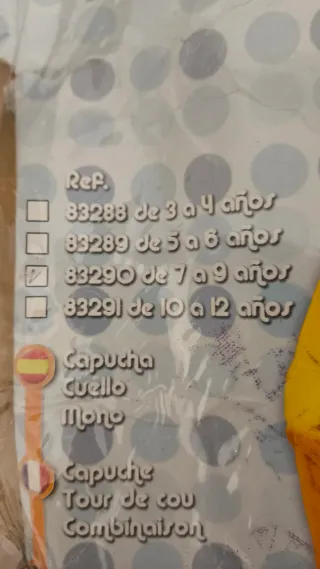 Ref.
83288 de 3 a 4 años
83289 de 5 a 6 años
83290 de 7 a 9 años
83291 de 10 a 12 años
Capucha
Cuello
Mono
Capuche
Tour de cou
Combinaison